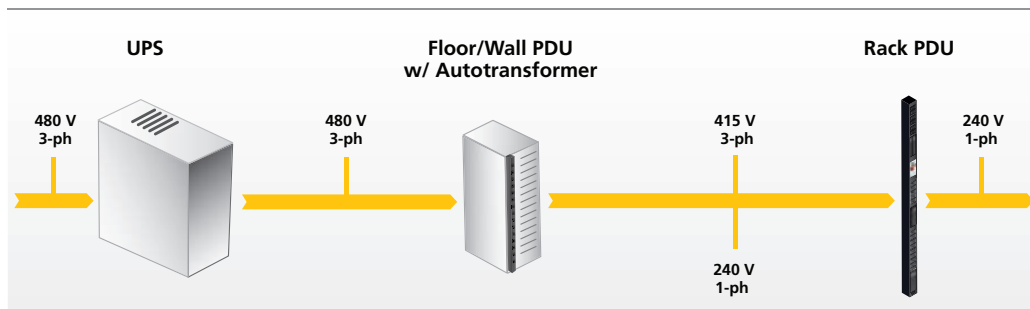 UPS
Floor/Wall PDU
w/ Autotransformer
Rack PDU
480 V
3-ph
480 V
3-ph
415 V
3-ph
240 V
1-ph
240 V
1-ph